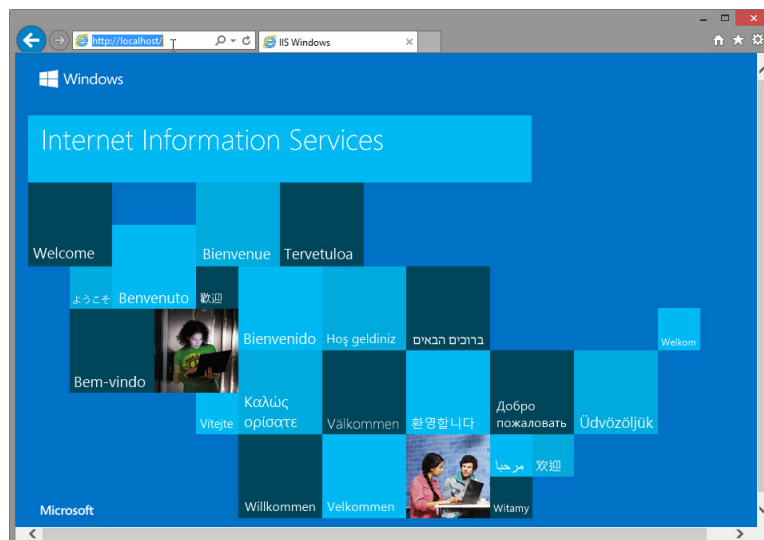 http://localhost/
IIS Windows
Windows
Internet Information Services
Welcome
Bienvenue
Tervetuloa
ようこそ
Benvenuto
歡迎
Bienvenido
Hoş geldiniz
ברוכים הבאים
Welkom
Bem-vindo
Vítejte
Καλώς
ορίσατε
Välkommen
환영합니다
Добро
пожаловать
Üdvözöljük
مرحبا
欢迎
Willkommen
Velkommen
Witamy
Microsoft